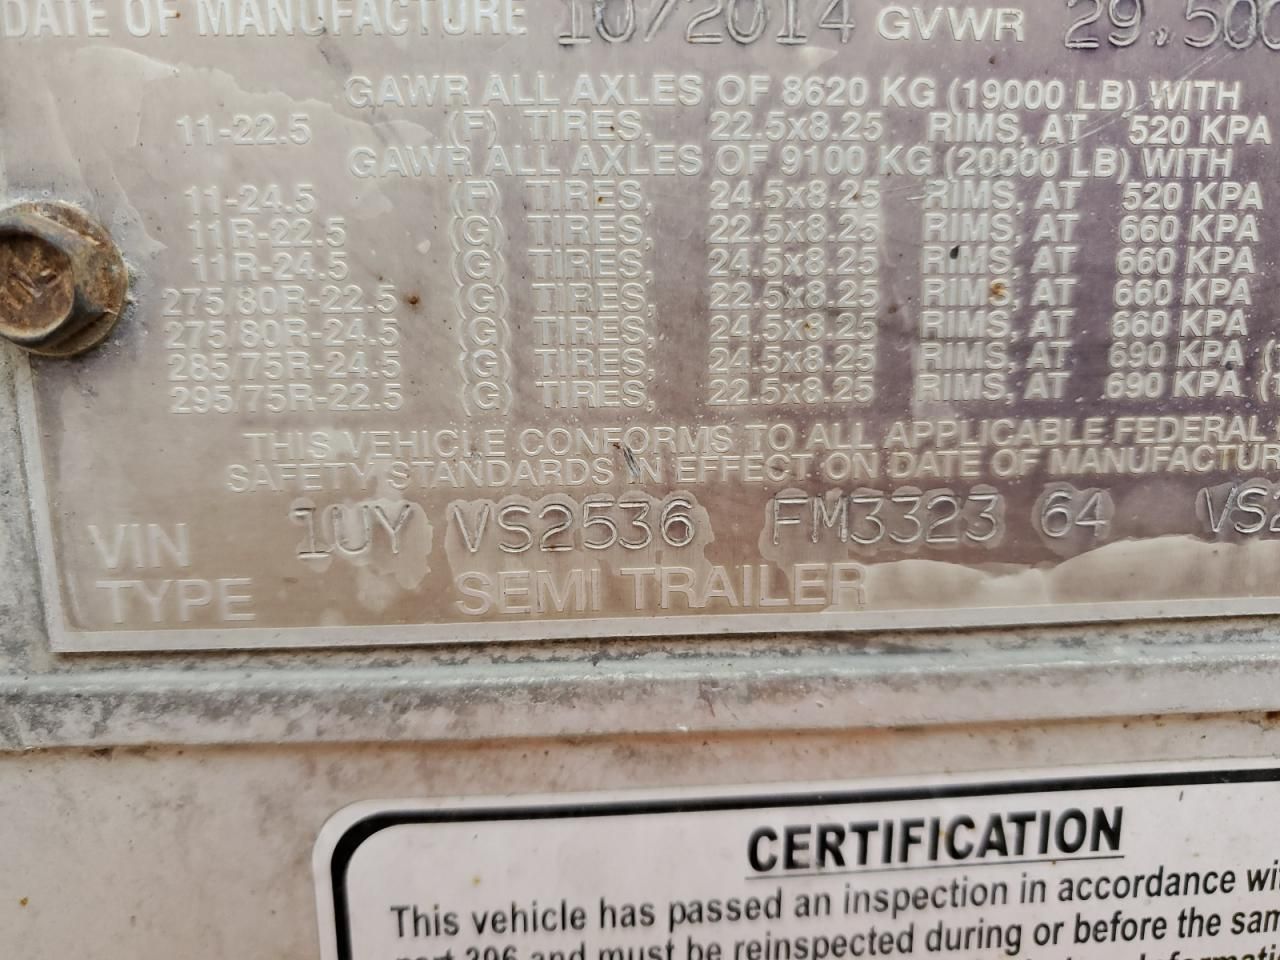 DATE OF MANUFACTURE 10/2014 GVWR 29,500
GAWR ALL AXLES OF 8620 KG (19000 LB) WITH
11-22.5 (F) TIRES, 22.5x8.25 RIMS, AT 520 KPA
GAWR ALL AXLES OF 9100 KG (20000 LB) WITH
11-24.5 (F) TIRES, 24.5x8.25 RIMS, AT 520 KPA
11R-22.5 (G) TIRES, 22.5x8.25 RIMS, AT 660 KPA
11R-24.5 (G) TIRES, 24.5x8.25 RIMS, AT 660 KPA
275/80R-22.5 (G) TIRES, 22.5x8.25 RIMS, AT 660 KPA
275/80R-24.5 (G) TIRES, 24.5x8.25 RIMS, AT 660 KPA
285/75R-24.5 (G) TIRES, 24.5x8.25 RIMS, AT 690 KPA
295/75R-22.5 (G) TIRES, 22.5x8.25 RIMS, AT 690 KPA
THIS VEHICLE CONFORMS TO ALL APPLICABLE FEDERAL
SAFETY STANDARDS IN EFFECT ON DATE OF MANUFACTUR
VIN 1UY VS2536 FM3323 64 VS2
TYPE SEMI TRAILER
CERTIFICATION
This vehicle has passed an inspection in accordance wi
part 396 and must be reinspected during or before the sam